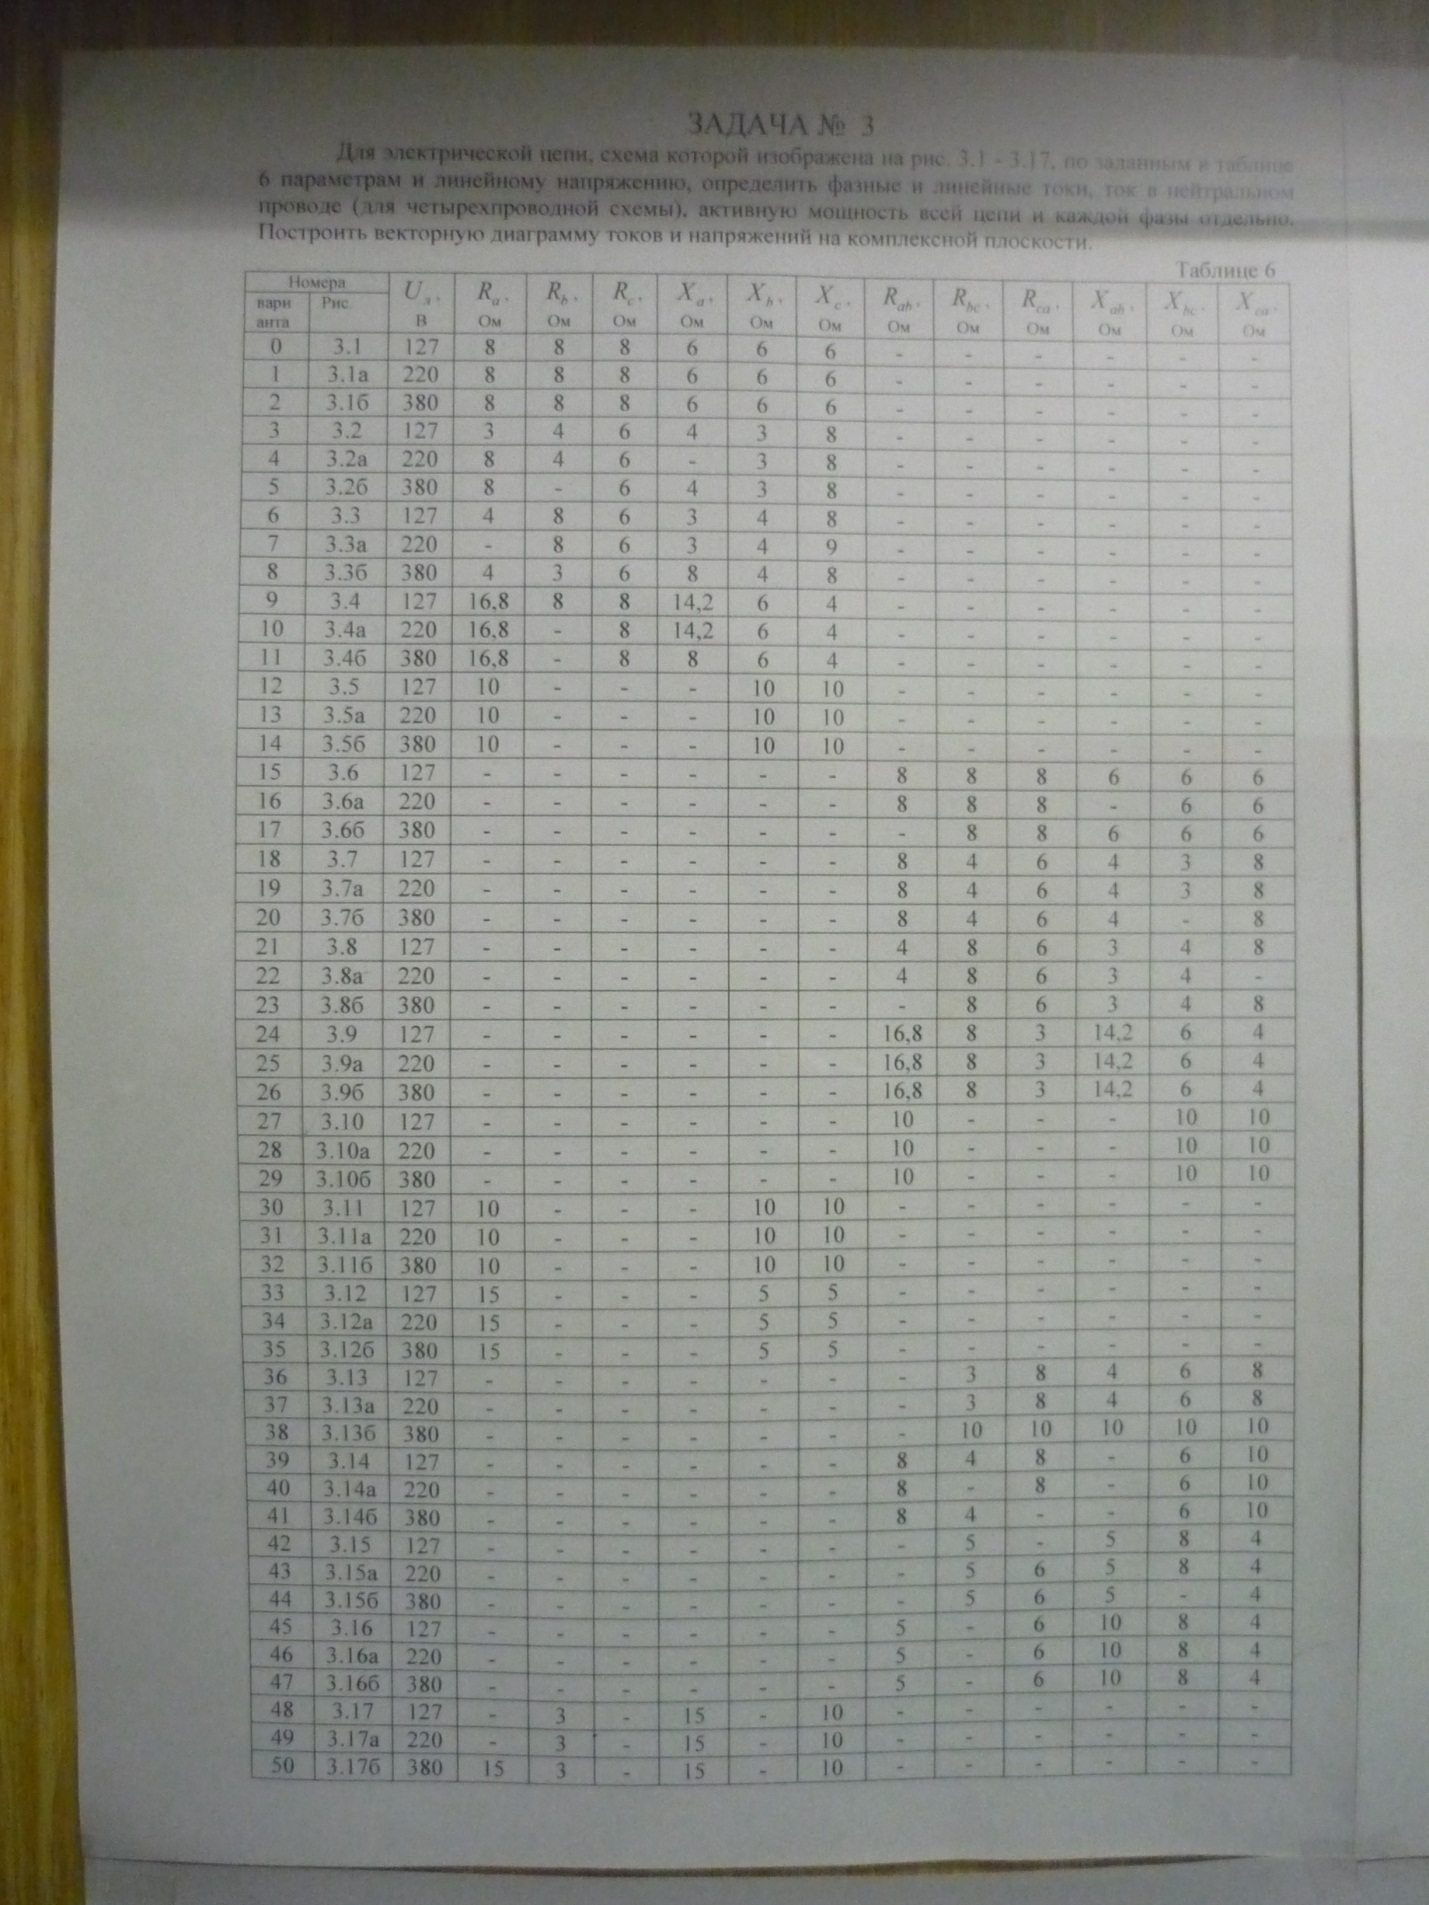 ЗАДАЧА № 3
Для электрической цепи, схема которой изображена на рис. 3.1 - 3.17, по заданным в таблице
6 параметрам и линейному напряжению, определить фазные и линейные токи, ток в нейтральном
проводе (для четырехпроводной схемы), активную мощность всей цепи и каждой фазы отдельно.
Построить векторную диаграмму токов и напряжений на комплексной плоскости.
Таблице 6
Номера
вари анта Рис. Uл, В Ra, Ом Rb, Ом Rc, Ом Xa, Ом Xb, Ом Xc, Ом Rab, Ом Rbc, Ом Rca, Ом Xab, Ом Xbc, Ом Xca, Ом
0 3.1 127 8 8 8 6 6 6 - - - - - -
1 3.1а 220 8 8 8 6 6 6 - - - - - -
2 3.1б 380 8 8 8 6 6 6 - - - - - -
3 3.2 127 3 4 6 4 3 8 - - - - - -
4 3.2а 220 8 4 6 - 3 8 - - - - - -
5 3.2б 380 8 - 6 4 3 8 - - - - - -
6 3.3 127 4 8 6 3 4 8 - - - - - -
7 3.3а 220 - 8 6 3 4 9 - - - - - -
8 3.3б 380 4 3 6 8 4 8 - - - - - -
9 3.4 127 16,8 8 8 14,2 6 4 - - - - - -
10 3.4а 220 16,8 - 8 14,2 6 4 - - - - - -
11 3.4б 380 16,8 - 8 8 6 4 - - - - - -
12 3.5 127 10 - - - 10 10 - - - - - -
13 3.5а 220 10 - - - 10 10 - - - - - -
14 3.5б 380 10 - - - 10 10 - - - - - -
15 3.6 127 - - - - - - 8 8 8 6 6 6
16 3.6а 220 - - - - - - 8 8 8 - 6 6
17 3.6б 380 - - - - - - - 8 8 6 6 6
18 3.7 127 - - - - - - 8 4 6 4 3 8
19 3.7а 220 - - - - - - 8 4 6 4 3 8
20 3.7б 380 - - - - - - 8 4 6 4 - 8
21 3.8 127 - - - - - - 4 8 6 3 4 8
22 3.8а 220 - - - - - - 4 8 6 3 4 -
23 3.8б 380 - - - - - - - 8 6 3 4 8
24 3.9 127 - - - - - - 16,8 8 3 14,2 6 4
25 3.9а 220 - - - - - - 16,8 8 3 14,2 6 4
26 3.9б 380 - - - - - - 16,8 8 3 14,2 6 4
27 3.10 127 - - - - - - 10 - - - 10 10
28 3.10а 220 - - - - - - 10 - - - 10 10
29 3.10б 380 - - - - - - 10 - - - 10 10
30 3.11 127 10 - - - 10 10 - - - - - -
31 3.11а 220 10 - - - 10 10 - - - - - -
32 3.11б 380 10 - - - 10 10 - - - - - -
33 3.12 127 15 - - - 5 5 - - - - - -
34 3.12а 220 15 - - - 5 5 - - - - - -
35 3.12б 380 15 - - - 5 5 - - - - - -
36 3.13 127 - - - - - - - 3 8 4 6 8
37 3.13а 220 - - - - - - - 3 8 4 6 8
38 3.13б 380 - - - - - - - 10 10 10 10 10
39 3.14 127 - - - - - - 8 4 8 - 6 10
40 3.14а 220 - - - - - - 8 - 8 - 6 10
41 3.14б 380 - - - - - - 8 4 - - 6 10
42 3.15 127 - - - - - - - 5 - 5 8 4
43 3.15а 220 - - - - - - - 5 6 5 8 4
44 3.15б 380 - - - - - - - 5 6 5 - 4
45 3.16 127 - - - - - - 5 - 6 10 8 4
46 3.16а 220 - - - - - - 5 - 6 10 8 4
47 3.16б 380 - - - - - - 5 - 6 10 8 4
48 3.17 127 - 3 - 15 - 10 - - - - - -
49 3.17а 220 - 3 - 15 - 10 - - - - - -
50 3.17б 380 15 3 - 15 - 10 - - - - - -